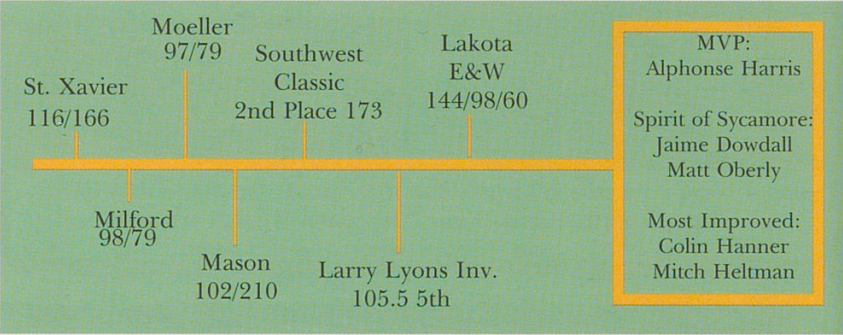 St. Xavier
116/166
Milford
98/79
Moeller
97/79
Mason
102/210
Southwest
Classic
2nd Place 173
Larry Lyons Inv.
105.5 5th
Lakota
E&W
144/98/60
MVP:
Alphonse Harris
Spirit of Sycamore:
Jaime Dowdall
Matt Oberly
Most Improved:
Colin Hanner
Mitch Heltman